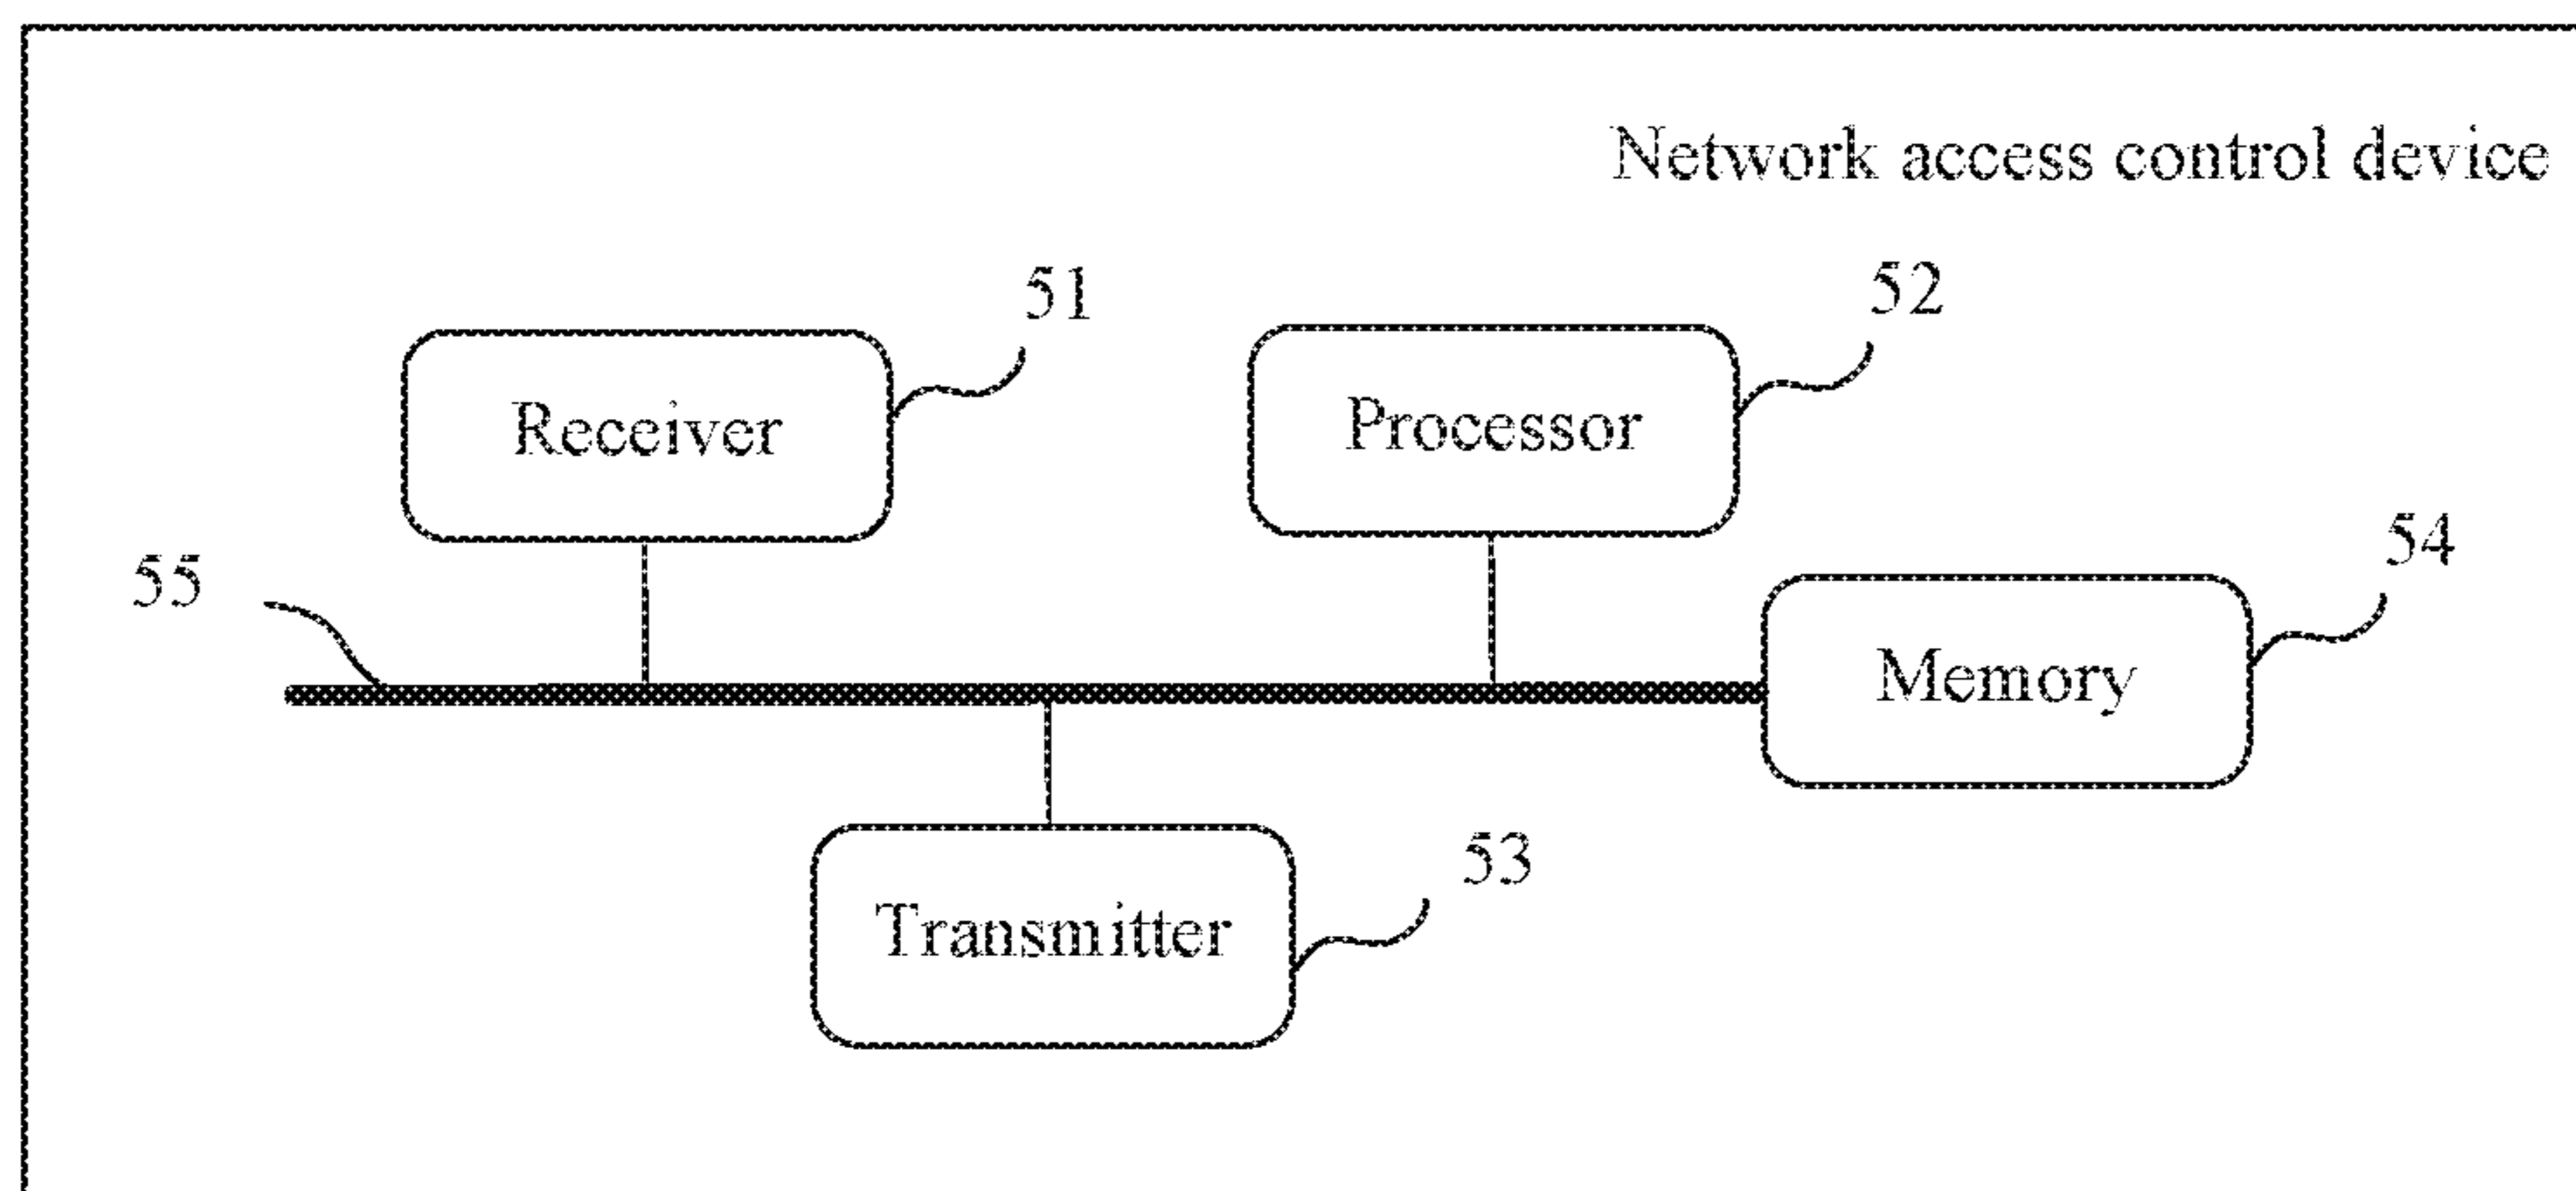 Network access control device
51
52
Receiver
Processor
54
55
Memory
53
Transmitter